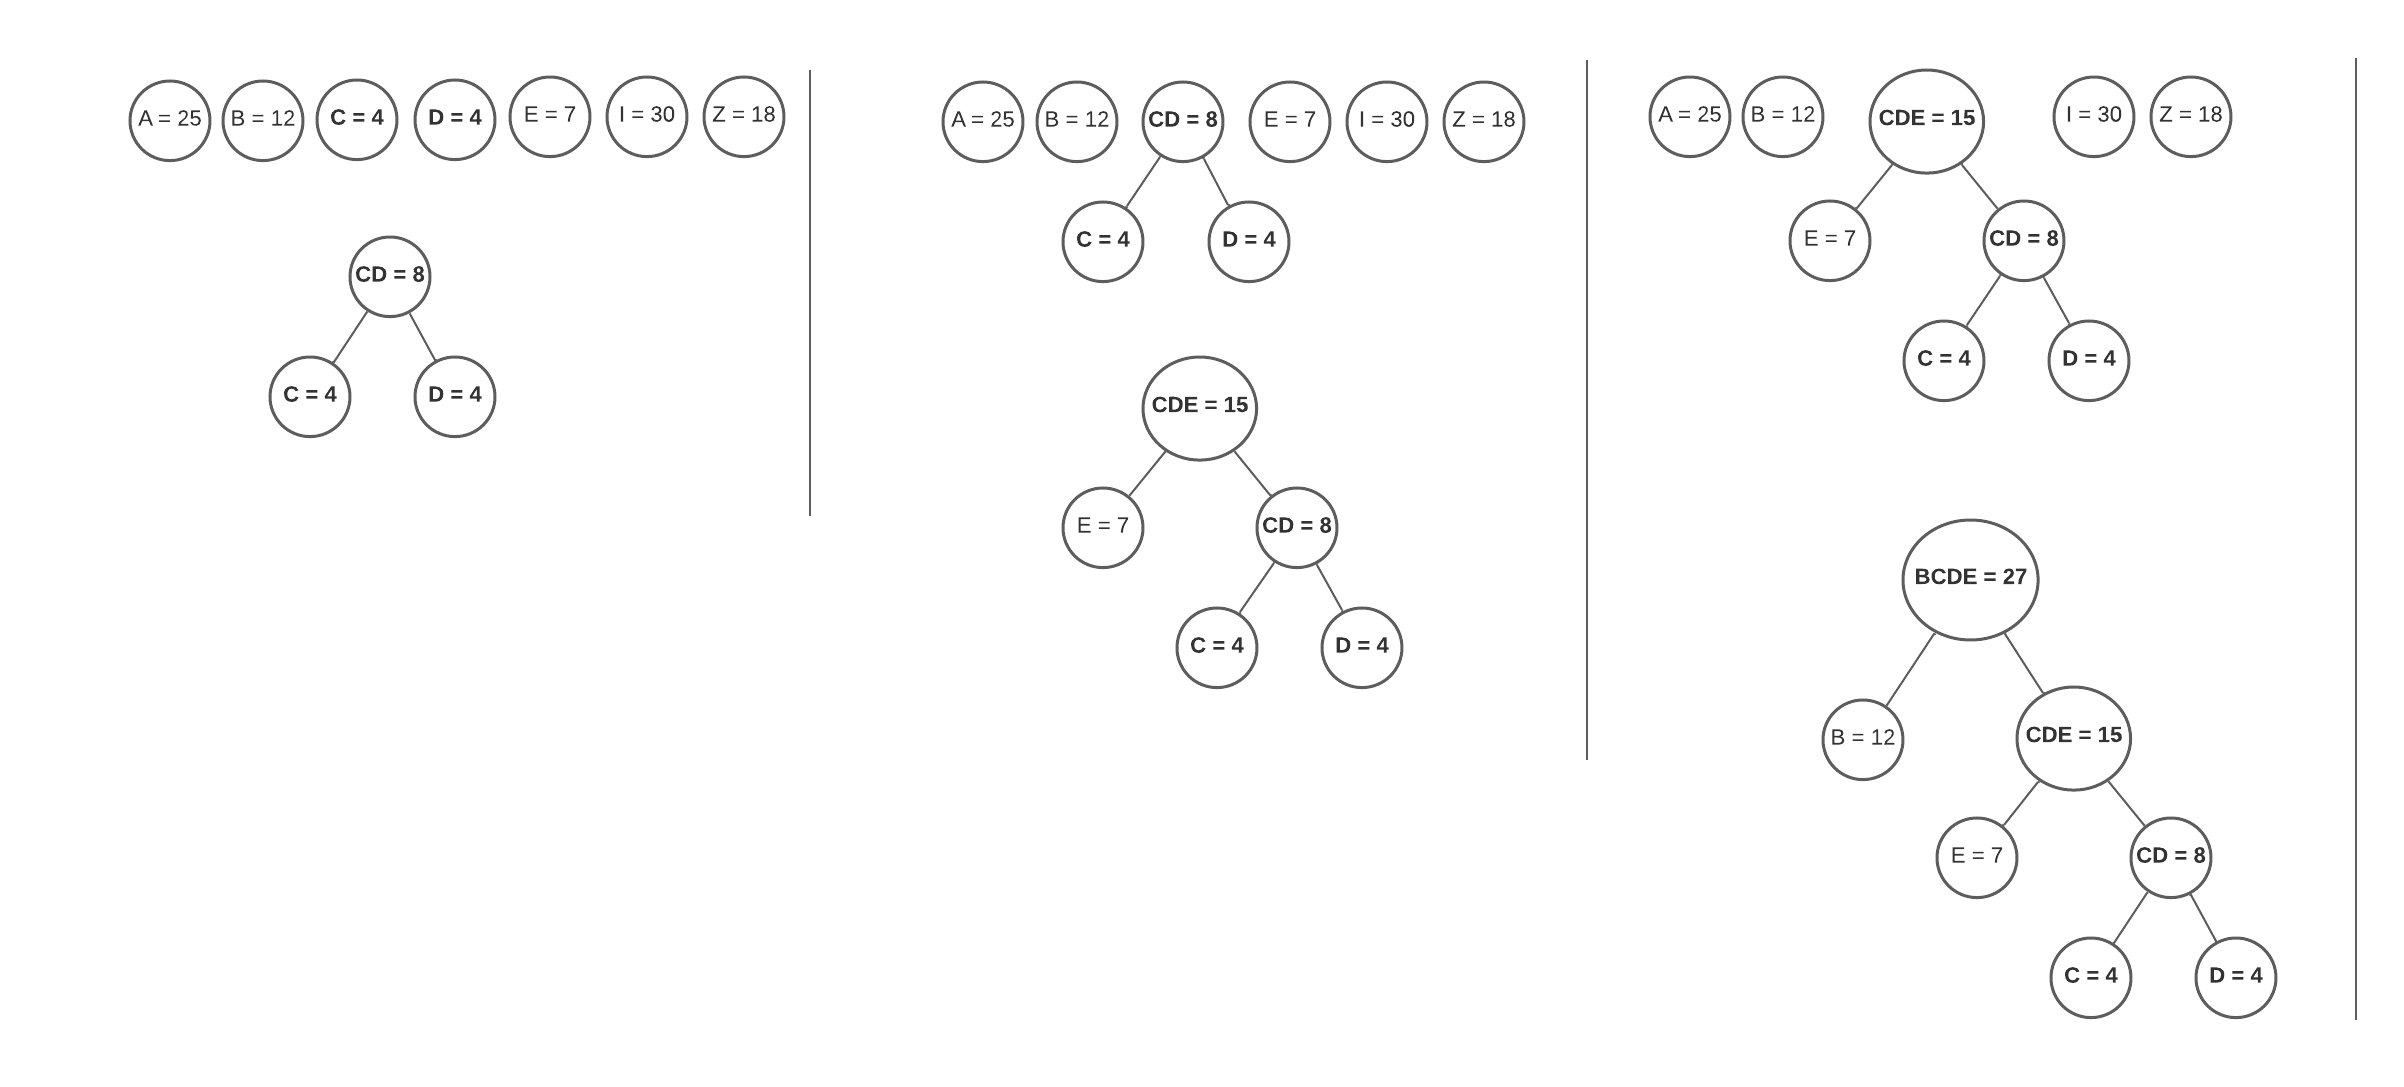 A = 25
B = 12
C = 4
D = 4
E = 7
I = 30
Z = 18
CD = 8
C = 4
D = 4
A = 25
B = 12
CD = 8
E = 7
I = 30
Z = 18
C = 4
D = 4
CDE = 15
E = 7
CD = 8
C = 4
D = 4
A = 25
B = 12
CDE = 15
I = 30
Z = 18
E = 7
CD = 8
C = 4
D = 4
BCDE = 27
B = 12
CDE = 15
E = 7
CD = 8
C = 4
D = 4